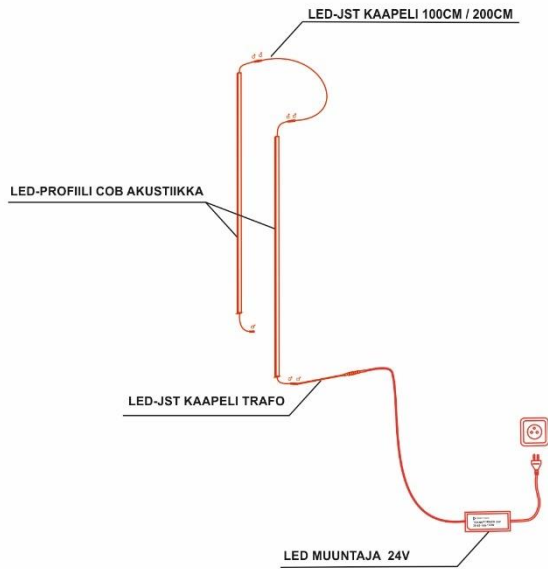 LED-JST KAAPELI 100CM / 200CM
LED-PROFIILI COB AKUSTIIKKA
LED-JST KAAPELI TRAFO
LED MUUNTAJA 24V